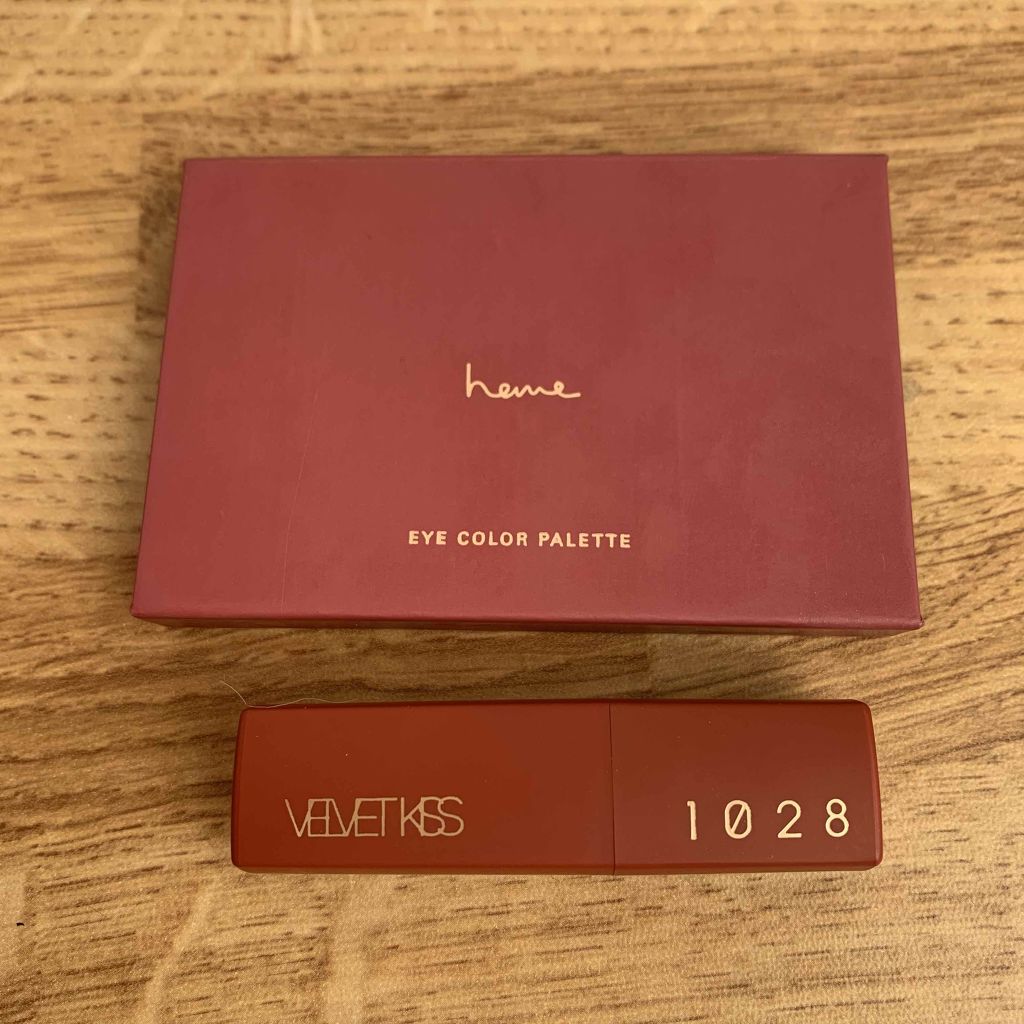 heme
EYE COLOR PALETTE
VELVET KISS
1028